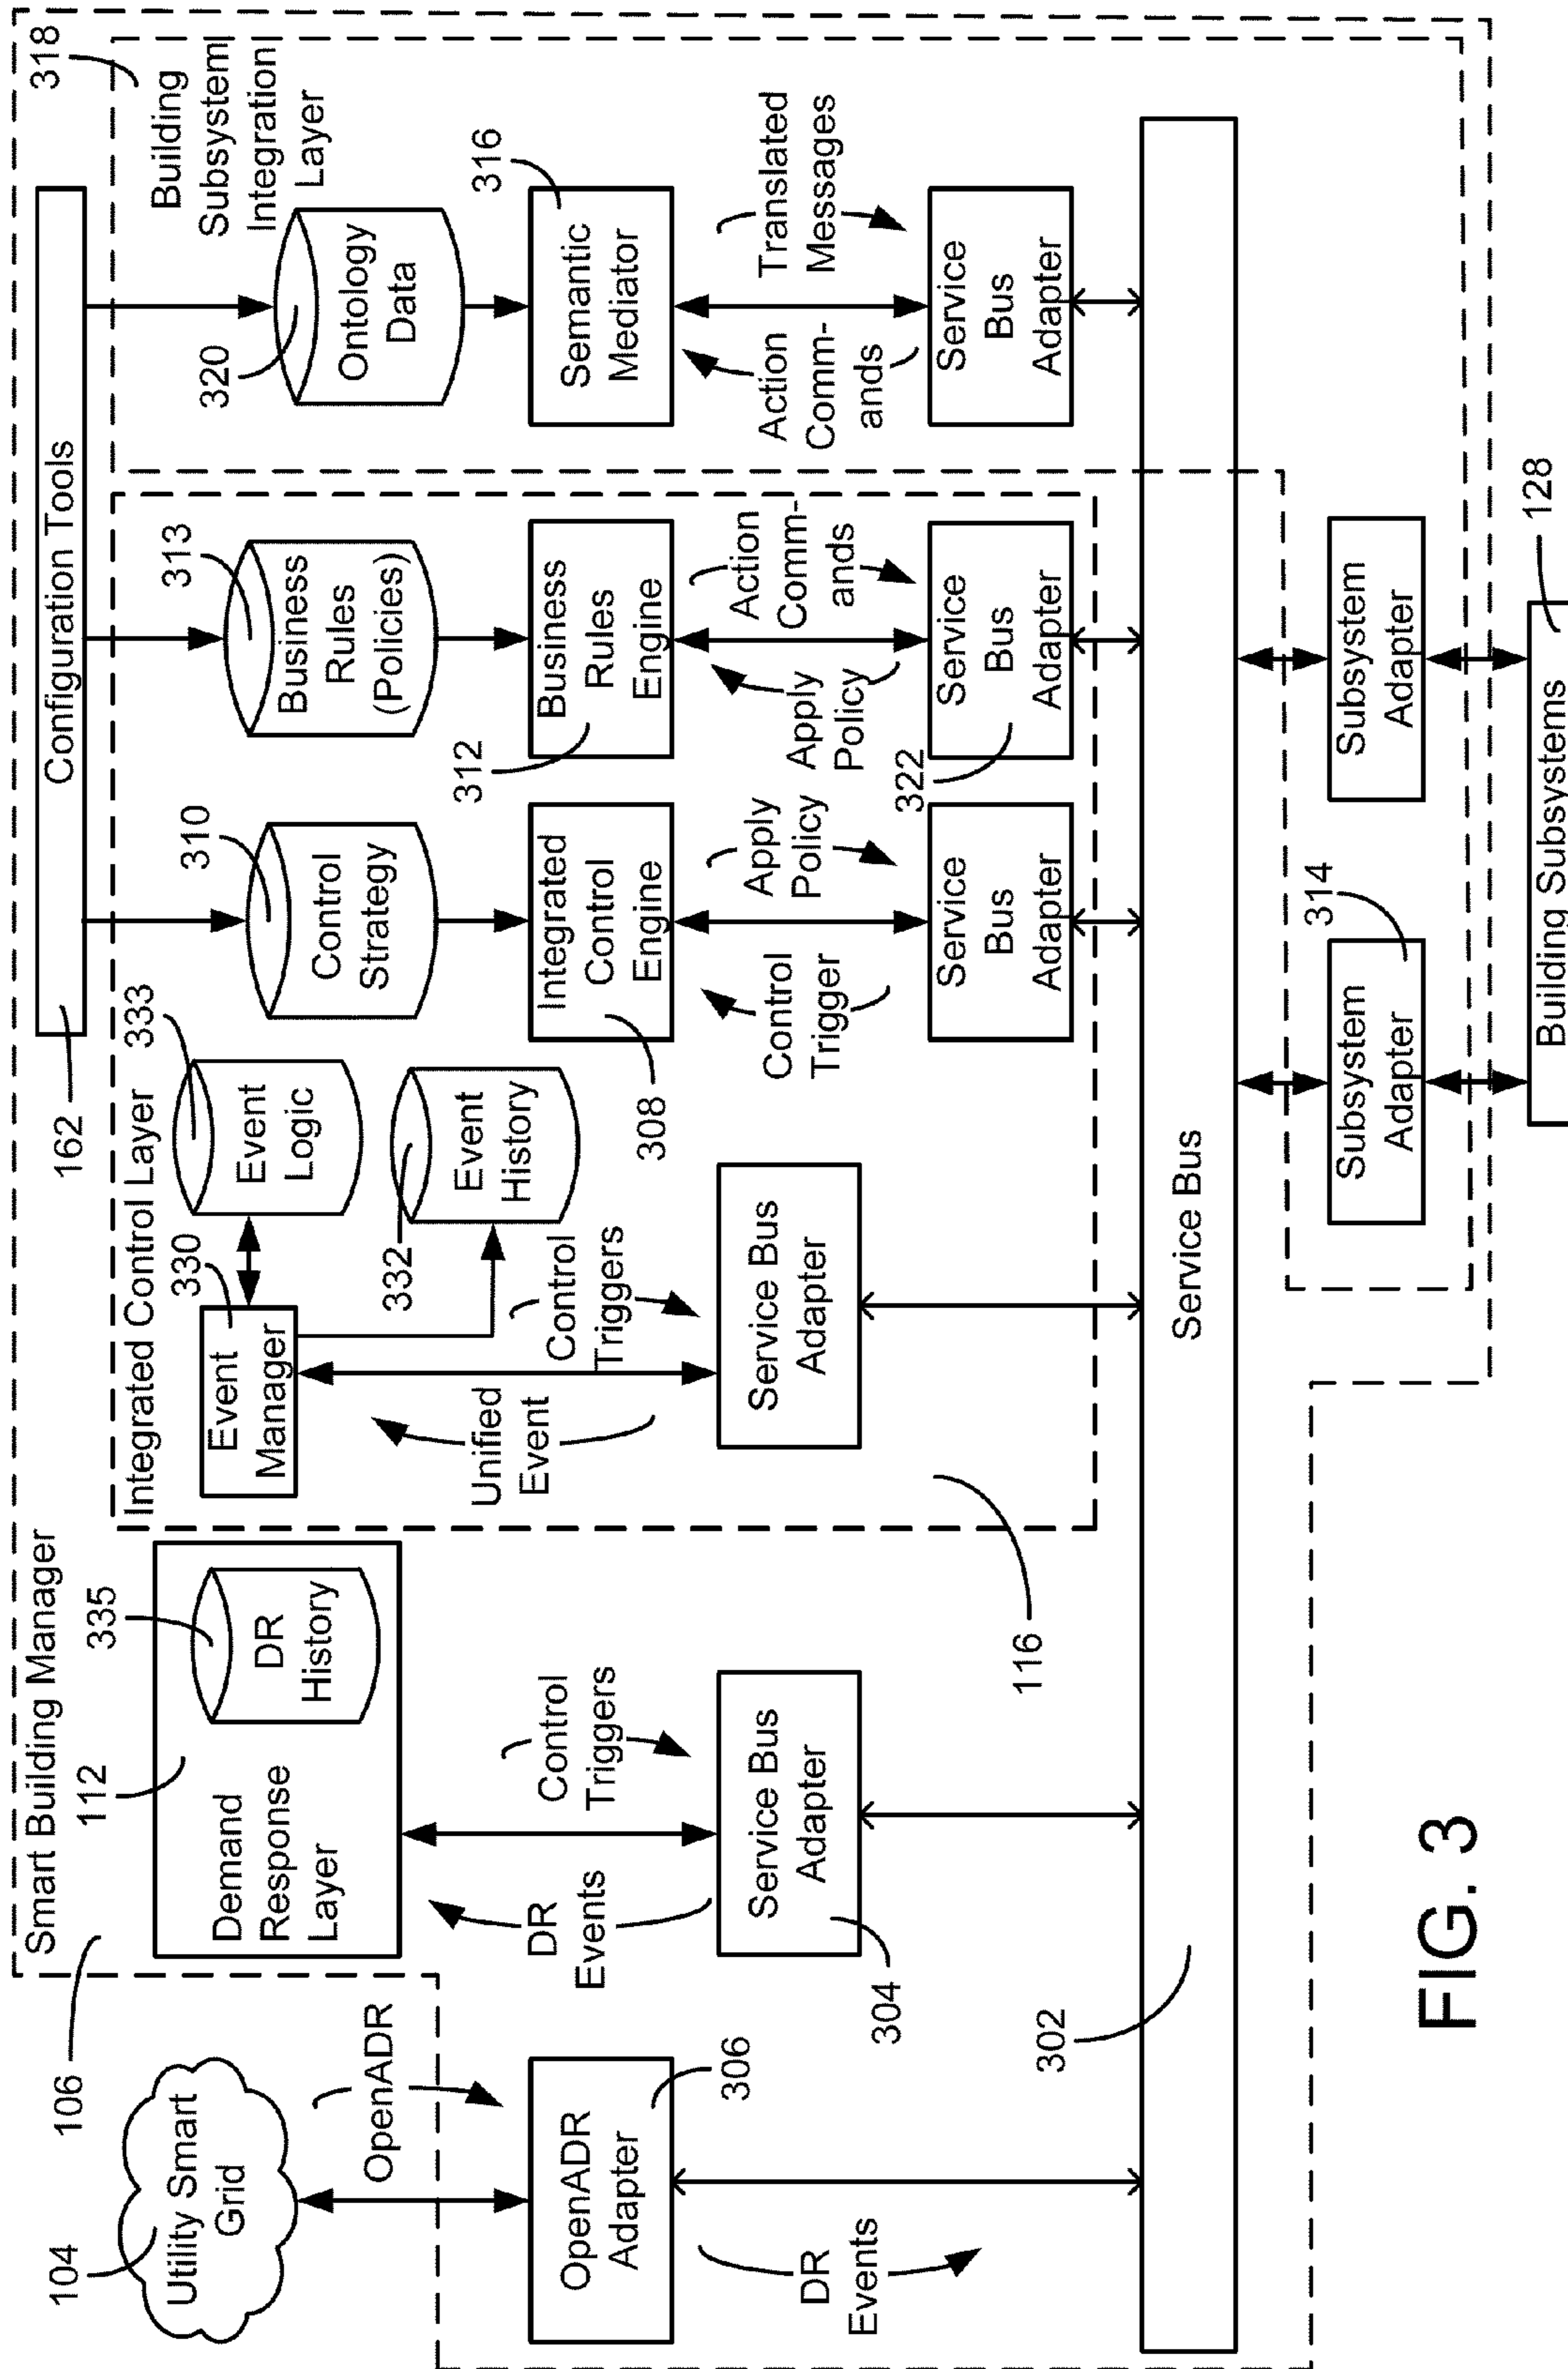 Smart Building Manager
106
104
Utility Smart
Grid
OpenADR
OpenADR
Adapter
306
DR
Events
112
335
Demand
Response
Layer
DR
History
DR
Events
Control
Triggers
Service Bus
Adapter
304
Integrated Control Layer
330
333
Event
Manager
Event
Logic
332
Event
History
Unified
Event
Control
Triggers
Service Bus
Adapter
116
162
Configuration Tools
310
Control
Strategy
Integrated
Control
Engine
308
Control
Trigger
Apply
Policy
Service
Bus
Adapter
313
Business
Rules
(Policies)
312
Business
Rules
Engine
Apply
Policy
Action
Comm-
ands
322
Service
Bus
Adapter
318
Building
Subsystem
Integration
Layer
320
Ontology
Data
316
Semantic
Mediator
Action
Comm-
ands
Translated
Messages
Service
Bus
Adapter
302
Service Bus
314
Subsystem
Adapter
Subsystem
Adapter
128
Building Subsystems
FIG. 3